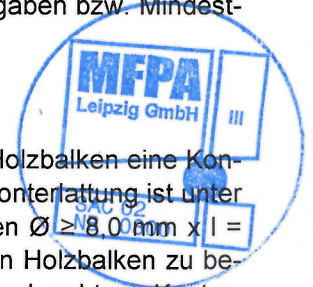 gaben bzw. Mindest-
MFPA
Leipzig GmbH
III
Holzbalken eine Kon-
onterlattung ist unter
SAC 02
en Ø ≥ 8,0 mm x l =
n Holzbalken zu be-